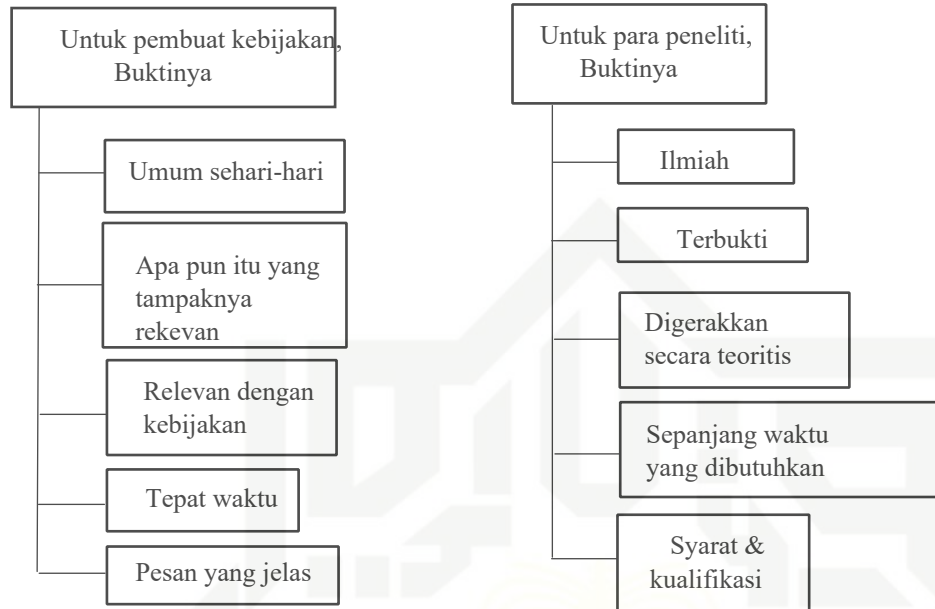 Untuk pembuat kebijakan,
Buktinya
Umum sehari-hari
Apa pun itu yang
tampaknya
rekevan
Relevan dengan
kebijakan
Tepat waktu
Pesan yang jelas
Untuk para peneliti,
Buktinya
Ilmiah
Terbukti
Digerakkan
secara teoritis
Sepanjang waktu
yang dibutuhkan
Syarat &
kualifikasi